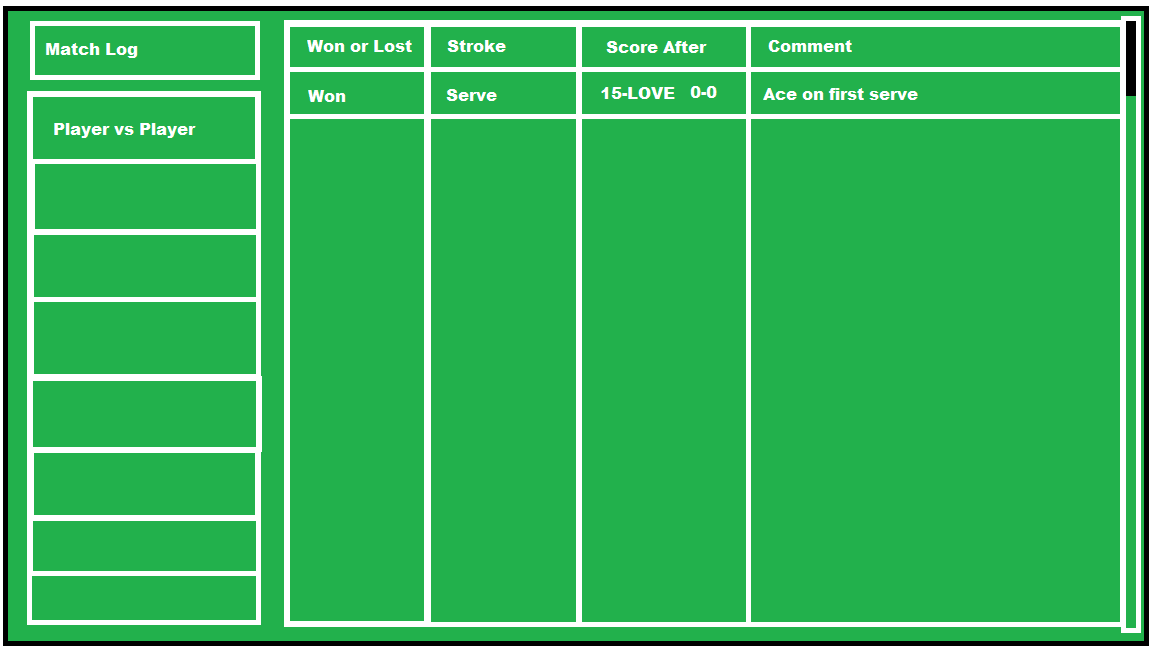 Match Log
Player vs Player
Won or Lost Stroke Score After Comment
Won Serve 15-LOVE 0-0 Ace on first serve